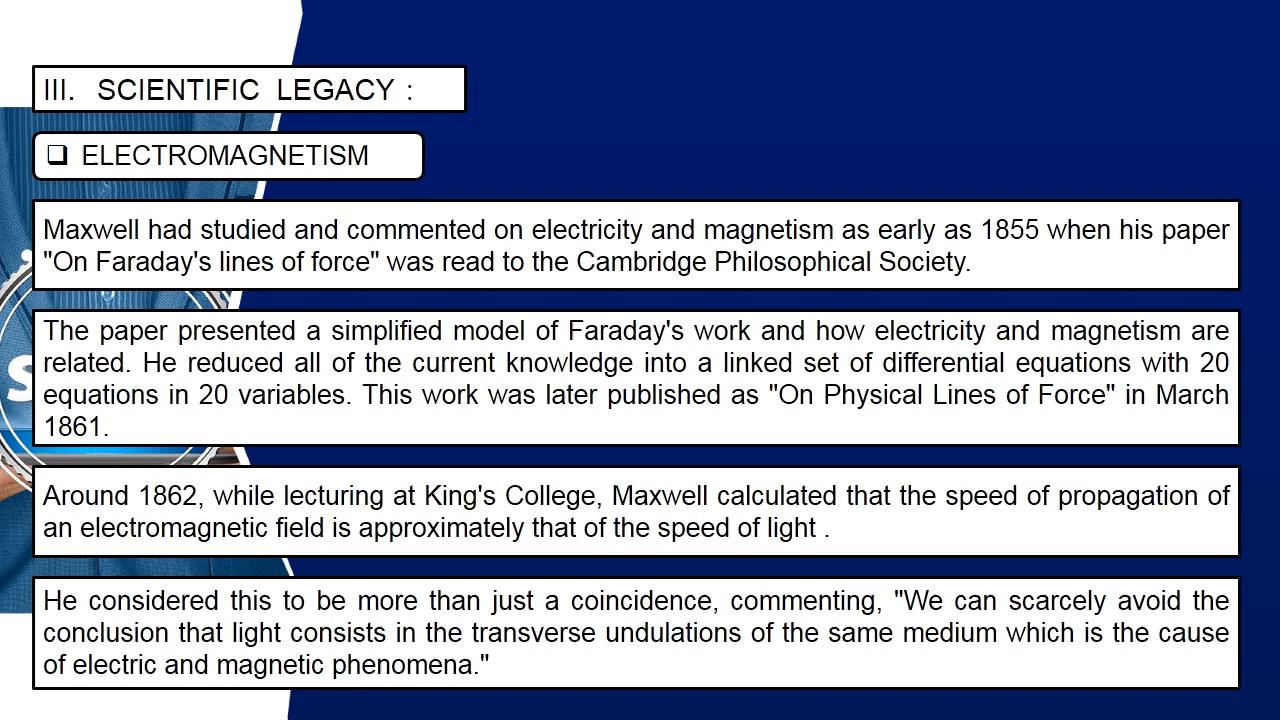 III. SCIENTIFIC LEGACY :
❑ ELECTROMAGNETISM
Maxwell had studied and commented on electricity and magnetism as early as 1855 when his paper
"On Faraday's lines of force" was read to the Cambridge Philosophical Society.
The paper presented a simplified model of Faraday's work and how electricity and magnetism are
related. He reduced all of the current knowledge into a linked set of differential equations with 20
equations in 20 variables. This work was later published as "On Physical Lines of Force" in March
1861.
Around 1862, while lecturing at King's College, Maxwell calculated that the speed of propagation of
an electromagnetic field is approximately that of the speed of light .
He considered this to be more than just a coincidence, commenting, "We can scarcely avoid the
conclusion that light consists in the transverse undulations of the same medium which is the cause
of electric and magnetic phenomena."